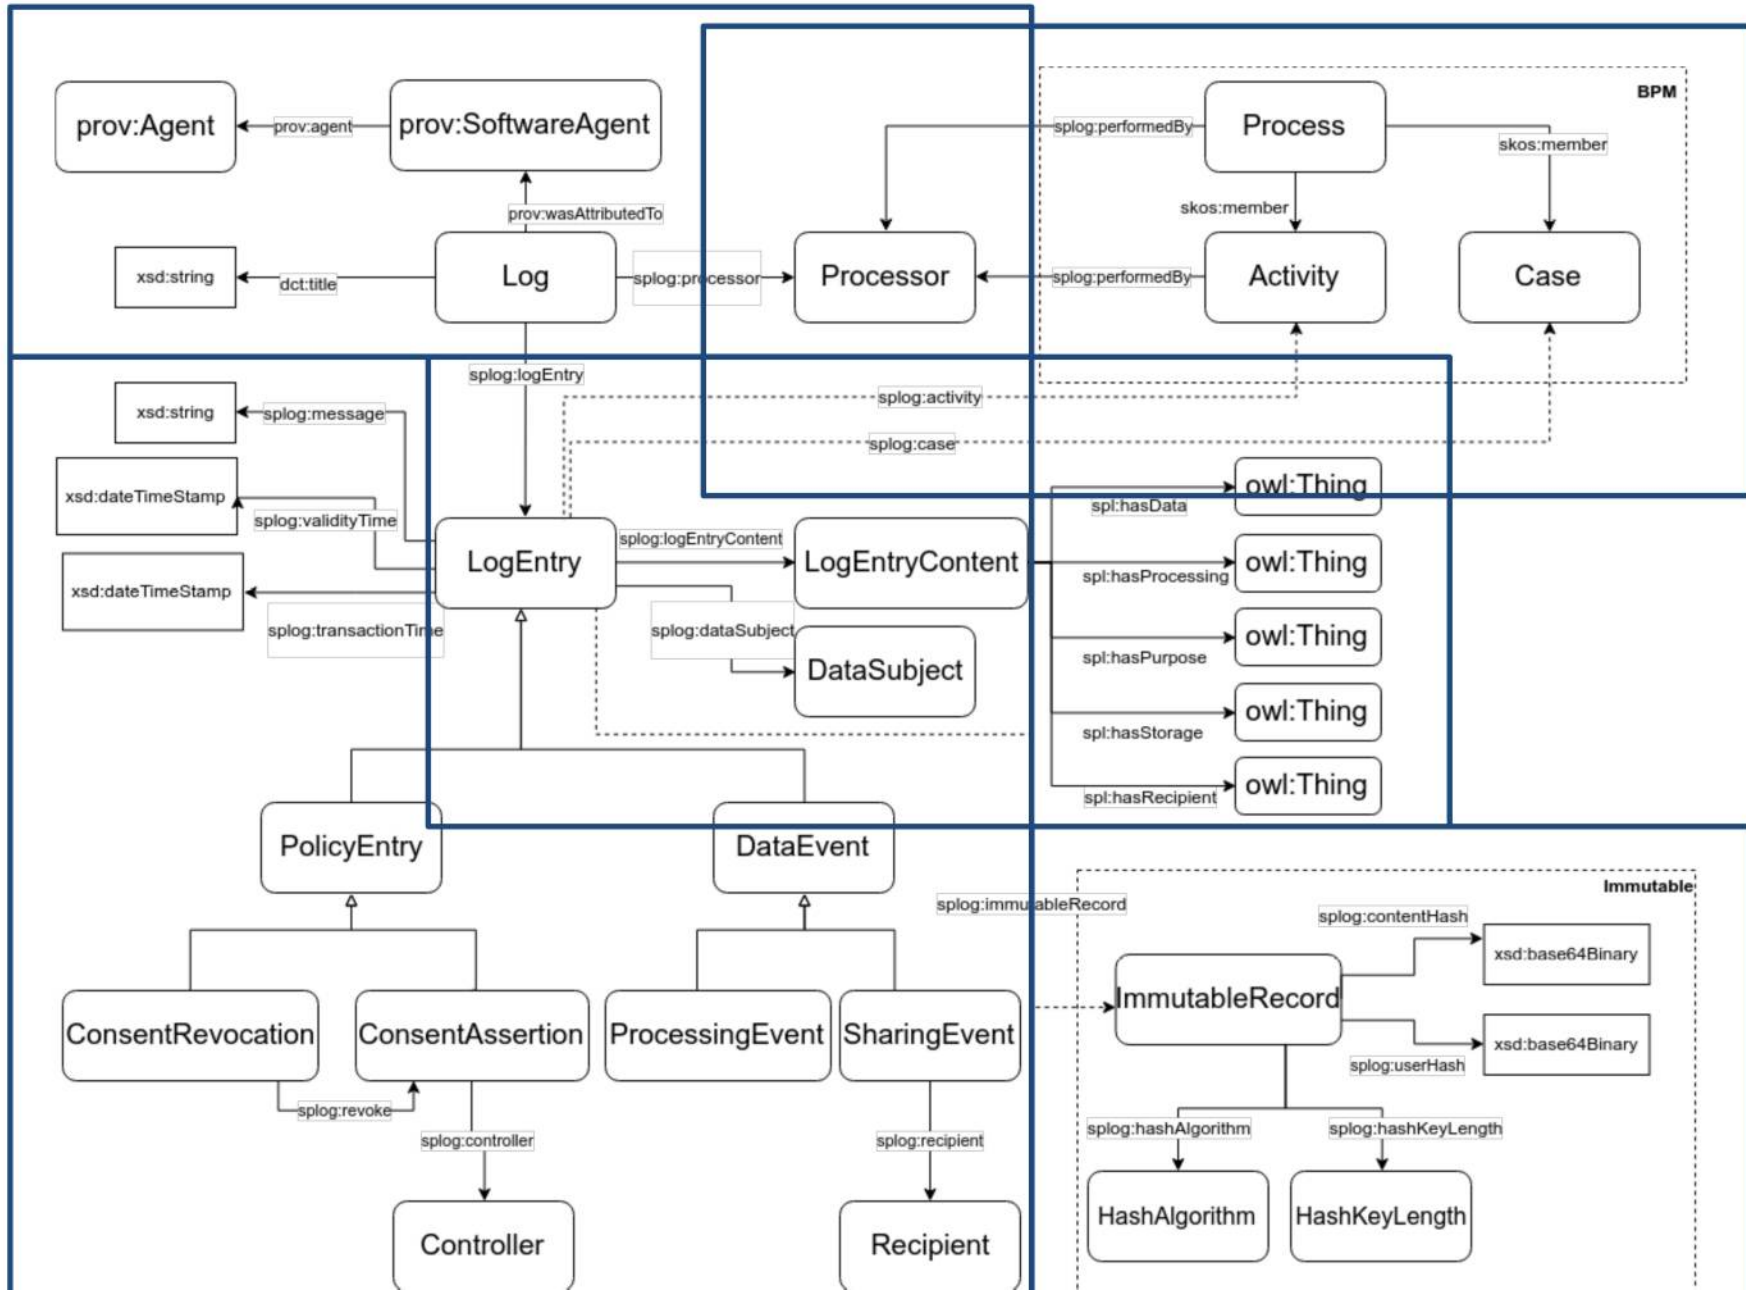 BPM
prov:Agent
prov:agent
prov:SoftwareAgent
splog:performedBy
Process
skos:member
prov:wasAttributedTo
skos:member
xsd:string
dct:title
Log
splog:processor
Processor
splog:performedBy
Activity
Case
splog:logEntry
xsd:string
splog:message
splog:activity
splog:case
xsd:dateTimeStamp
splog:validityTime
owl:Thing
spl:hasData
LogEntry
splog:logEntryContent
LogEntryContent
owl:Thing
spl:hasProcessing
xsd:dateTimeStamp
splog:transactionTime
splog:dataSubject
owl:Thing
spl:hasPurpose
DataSubject
owl:Thing
spl:hasStorage
owl:Thing
spl:hasRecipient
PolicyEntry
DataEvent
Immutable
splog:immutableRecord
splog:contentHash
xsd:base64Binary
ImmutableRecord
ConsentRevocation
ConsentAssertion
ProcessingEvent
SharingEvent
xsd:base64Binary
splog:userHash
splog:revoke
splog:controller
splog:recipient
splog:hashAlgorithm
splog:hashKeyLength
HashAlgorithm
HashKeyLength
Controller
Recipient